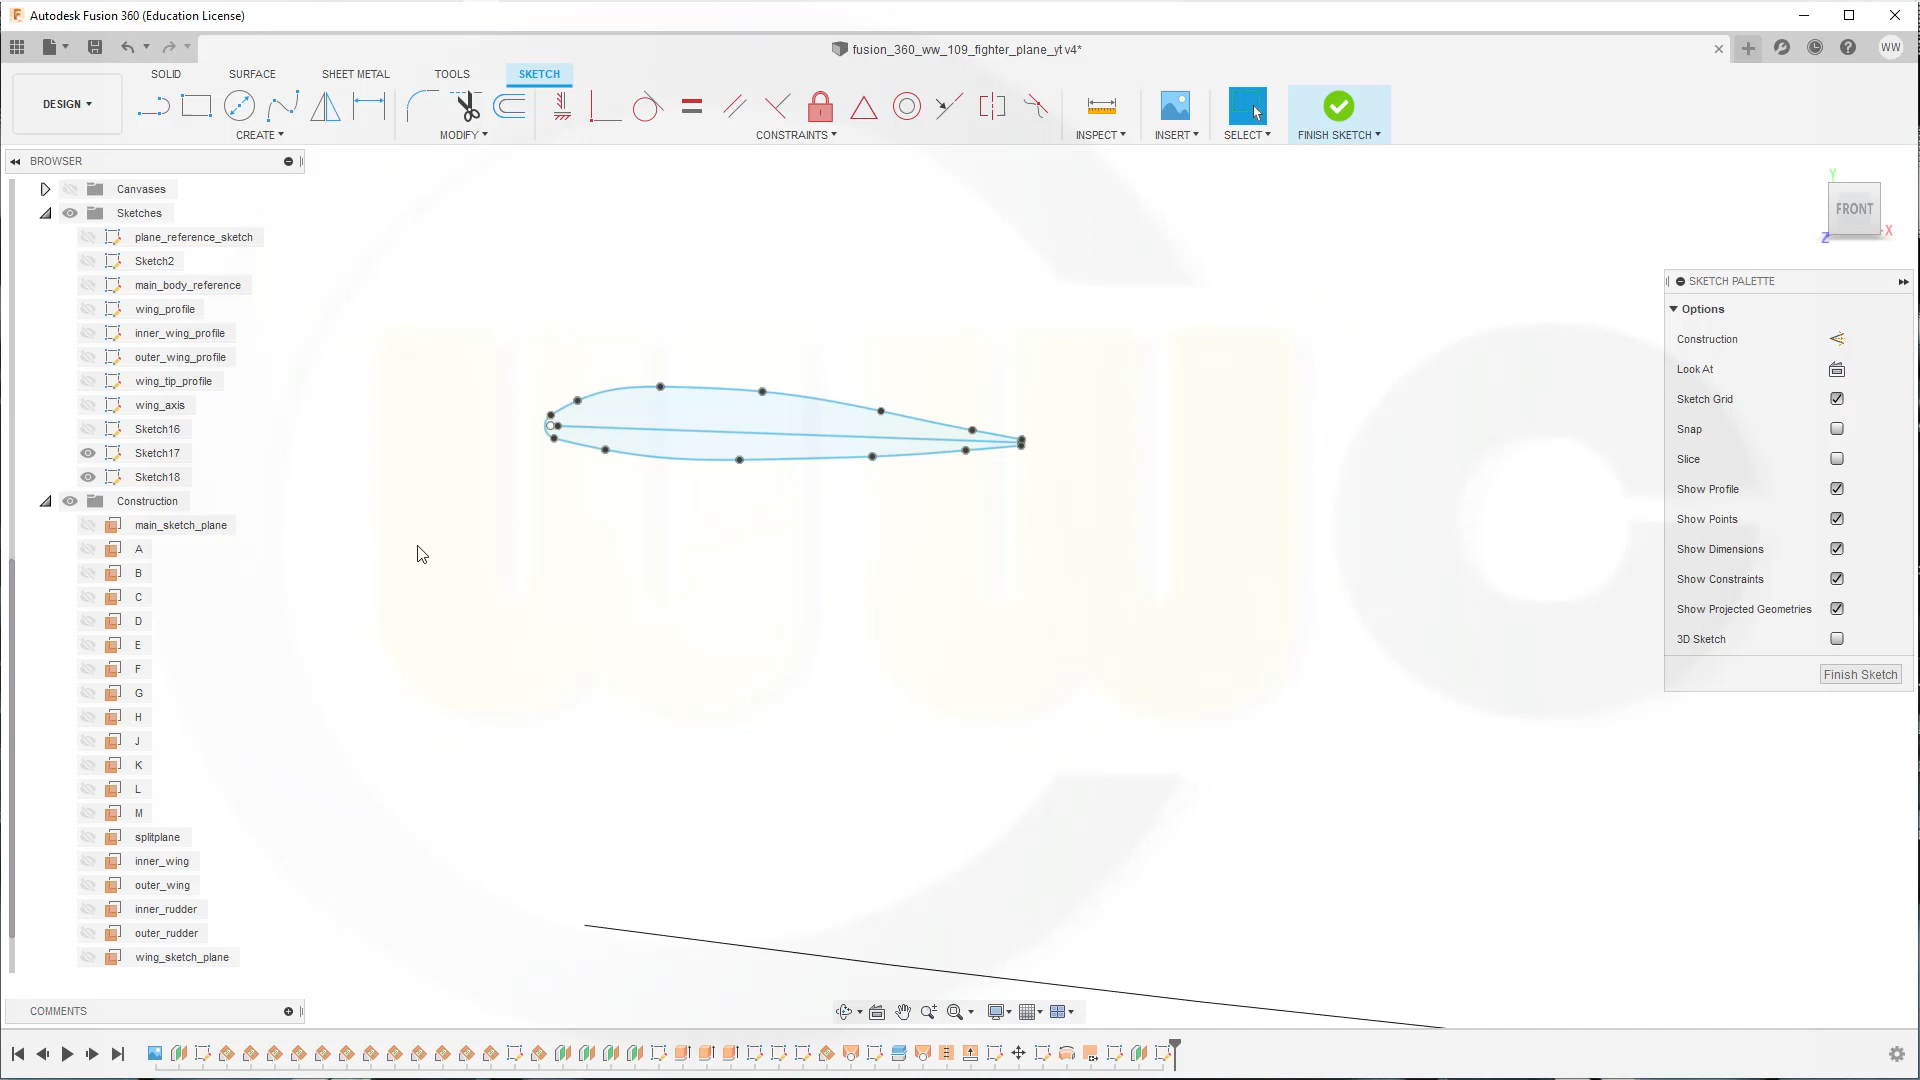 Autodesk Fusion 360 (Education License)
fusion_360_ww_109_fighter_plane_yt v4*
WW
DESIGN
SOLID SURFACE SHEET METAL TOOLS SKETCH
CREATE MODIFY CONSTRAINTS INSPECT INSERT SELECT FINISH SKETCH
BROWSER
Canvases
Sketches
plane_reference_sketch
Sketch2
main_body_reference
wing_profile
inner_wing_profile
outer_wing_profile
wing_tip_profile
wing_axis
Sketch16
Sketch17
Sketch18
Construction
main_sketch_plane
A
B
C
D
E
F
G
H
J
K
L
M
splitplane
inner_wing
outer_wing
inner_rudder
outer_rudder
wing_sketch_plane
COMMENTS
Y
FRONT
Z
-X
SKETCH PALETTE
Options
Construction
Look At
Sketch Grid
Snap
Slice
Show Profile
Show Points
Show Dimensions
Show Constraints
Show Projected Geometries
3D Sketch
Finish Sketch